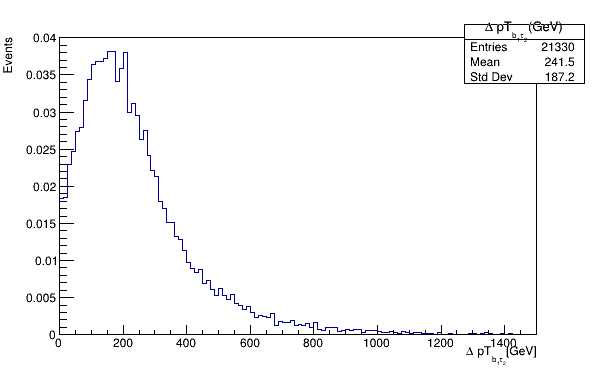 Δ pT_{b_1τ_2} (GeV)
Entries 21330
Mean 241.5
Std Dev 187.2
Events
0.04
0.035
0.03
0.025
0.02
0.015
0.01
0.005
0
0 200 400 600 800 1000 1200 1400
Δ pT_{b_1τ_2}[GeV]